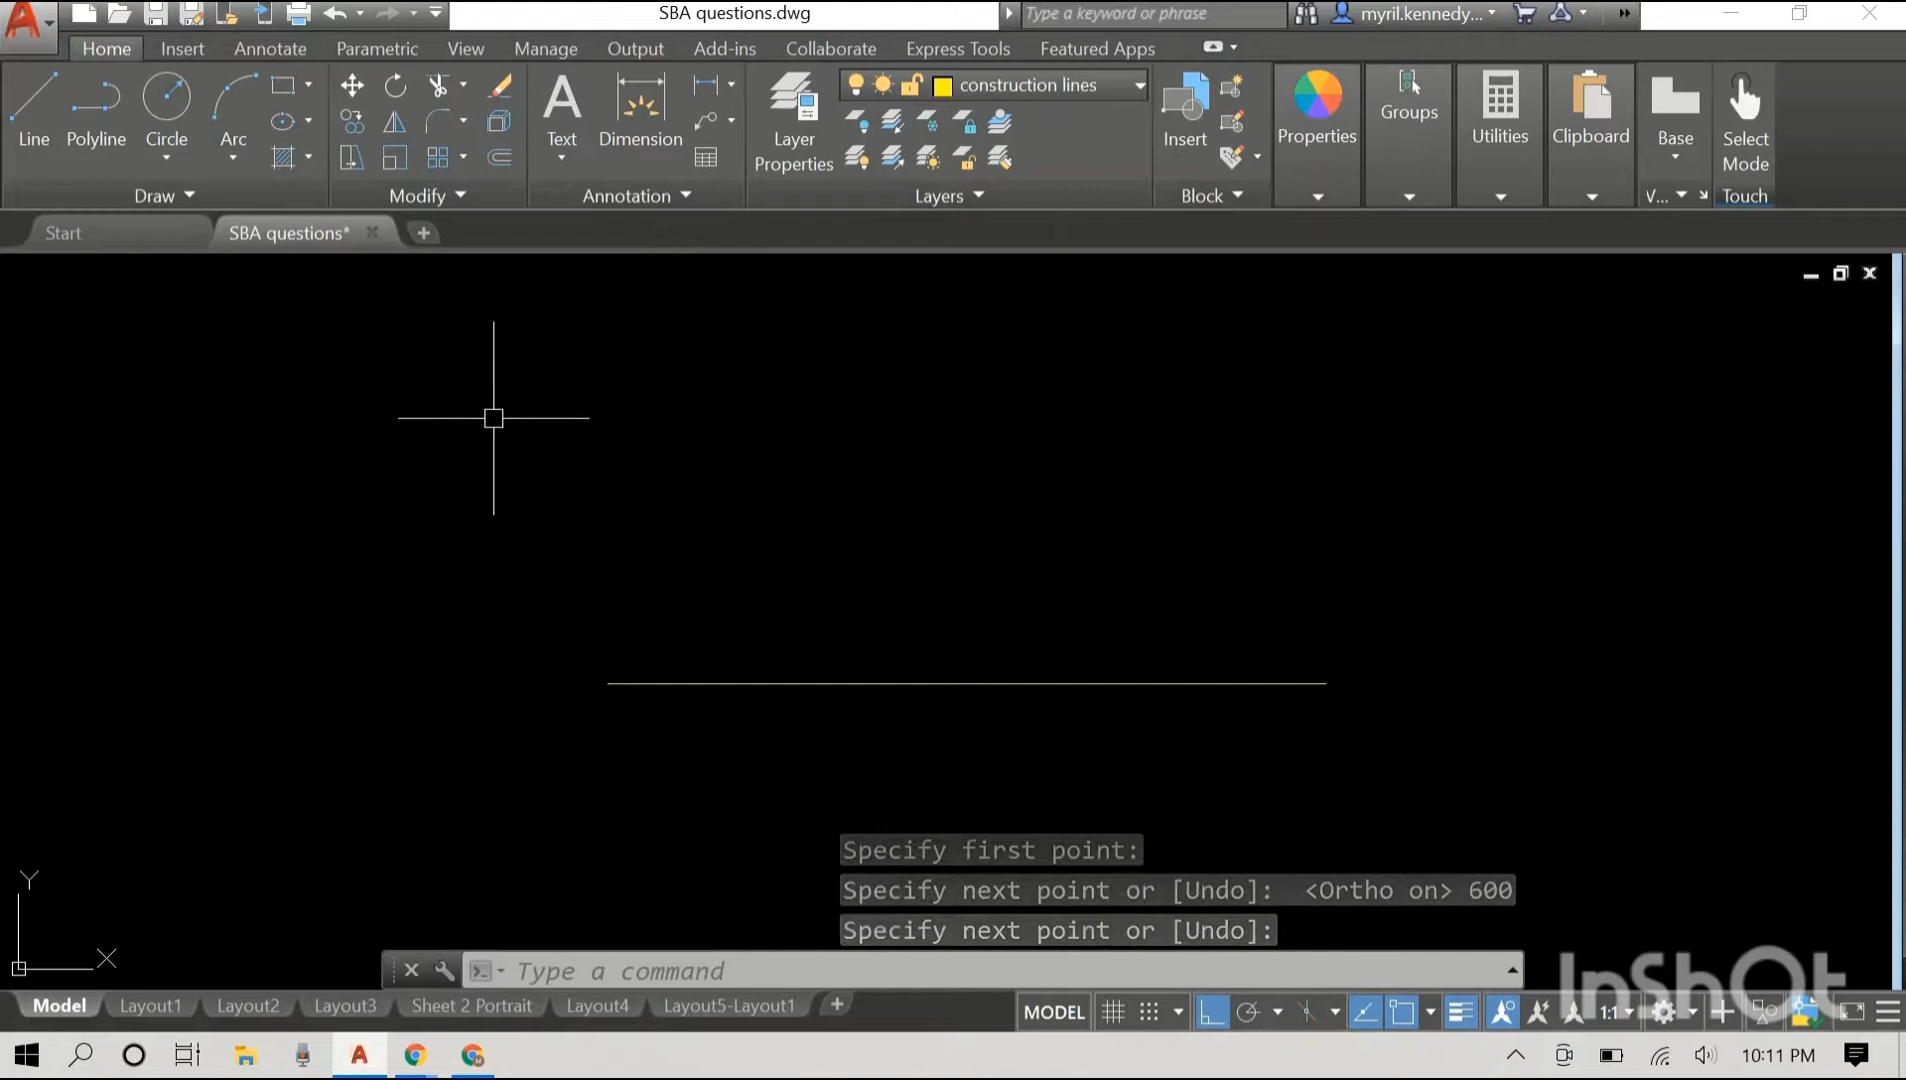 SBA questions.dwg
Type a keyword or phrase
myril.kennedy...
Home Insert Annotate Parametric View Manage Output Add-ins Collaborate Express Tools Featured Apps
Line Polyline Circle Arc
Text Dimension
Layer Properties
construction lines
Insert
Properties Groups Utilities Clipboard Base
Select Mode
Draw Modify Annotation Layers Block V... Touch
Start SBA questions*
Y
X
Specify first point:
Specify next point or [Undo]: <Ortho on> 600
Specify next point or [Undo]:
Type a command
Model Layout1 Layout2 Layout3 Sheet 2 Portrait Layout4 Layout5-Layout1
MODEL 1:1
InShOt
10:11 PM